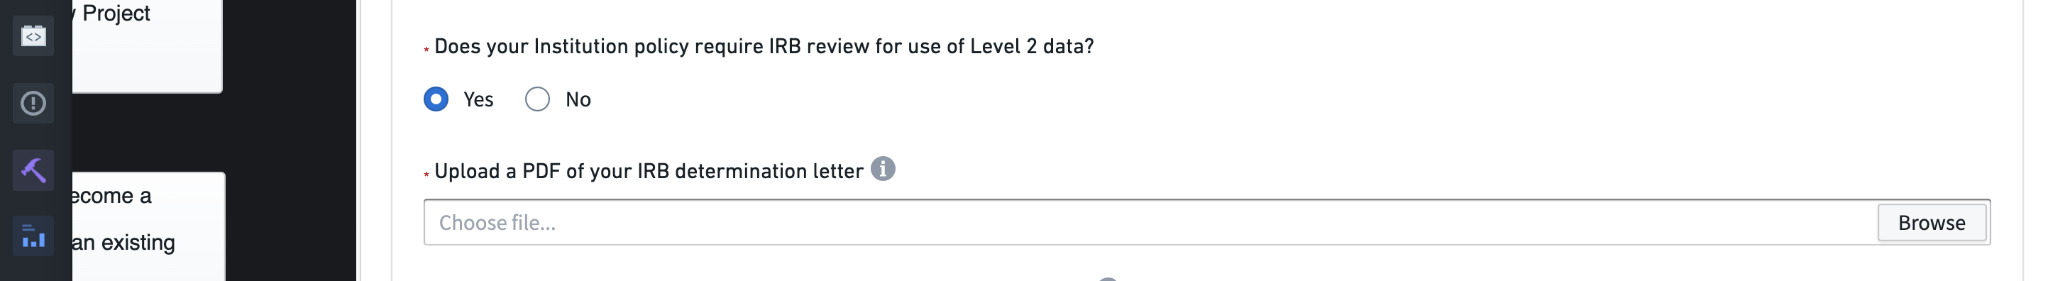 Project
ecome a
an existing
* Does your Institution policy require IRB review for use of Level 2 data?
Yes No
* Upload a PDF of your IRB determination letter
Choose file... Browse